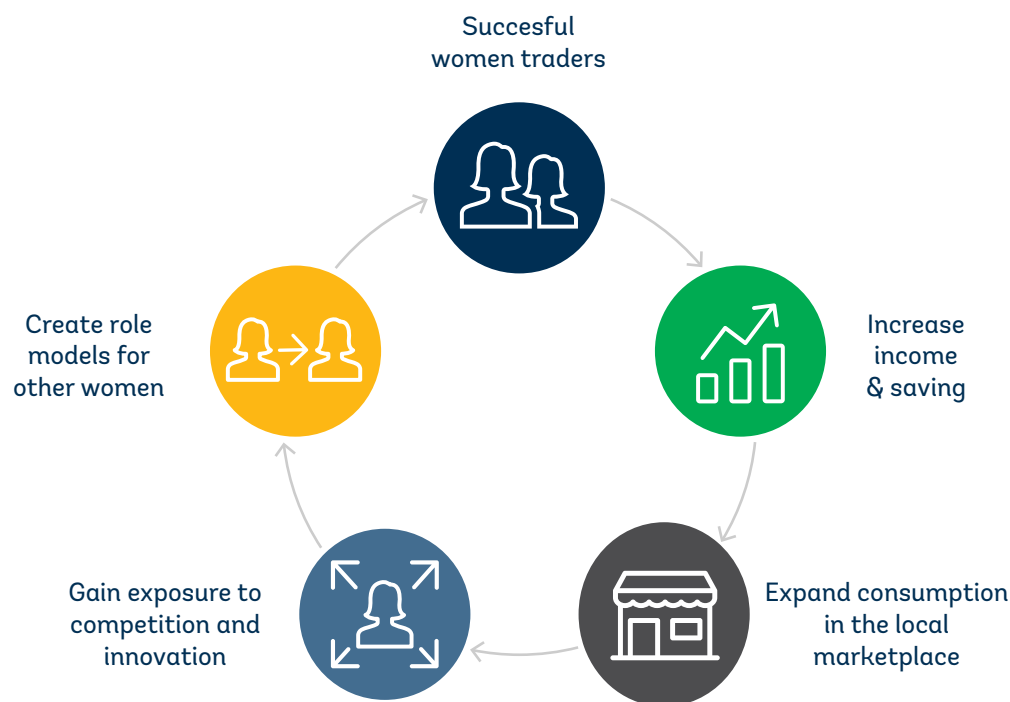 Succesful
women traders
Increase
income
& saving
Expand consumption
in the local
marketplace
Gain exposure to
competition and
innovation
Create role
models for
other women